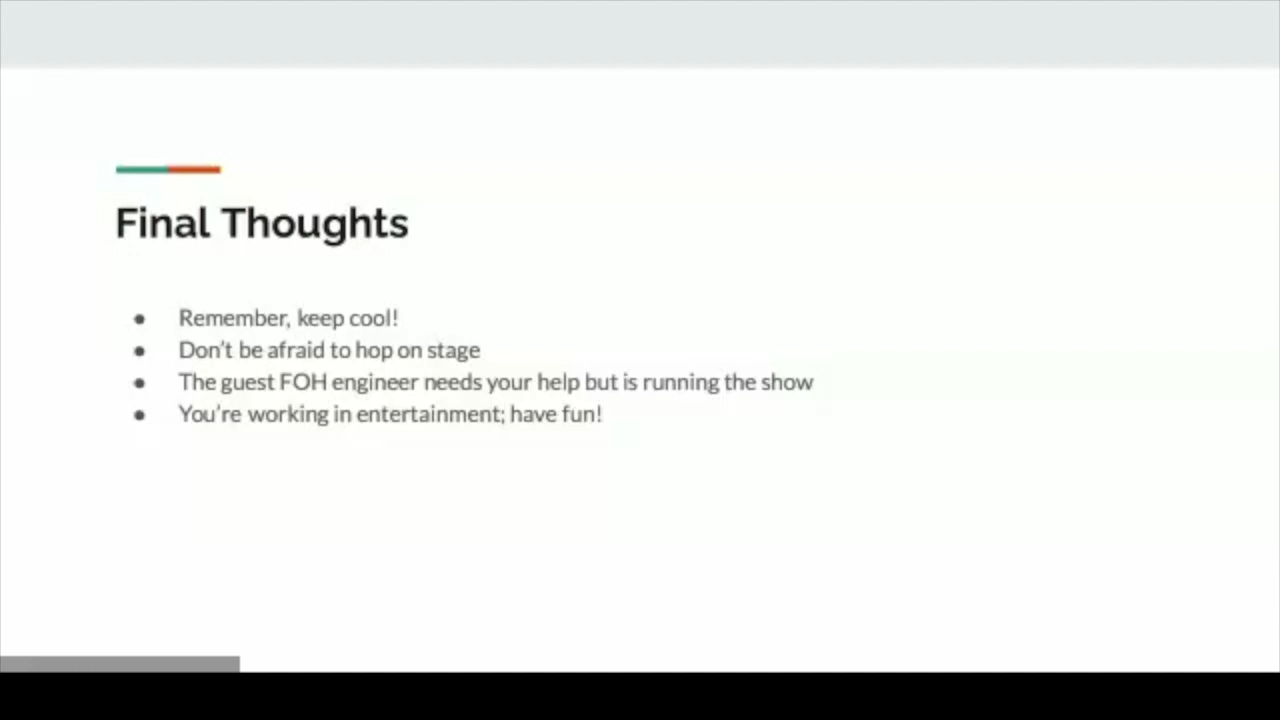 Final Thoughts
● Remember, keep cool!
● Don't be afraid to hop on stage
● The guest FOH engineer needs your help but is running the show
● You're working in entertainment; have fun!